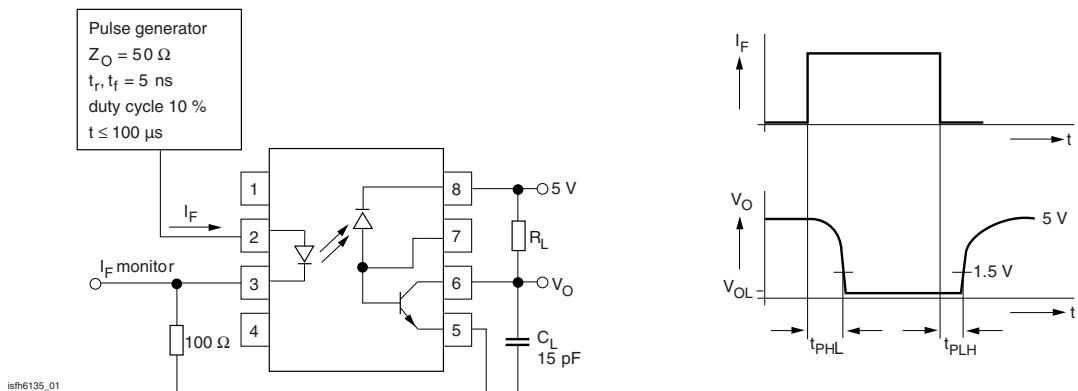 Pulse generator
Z_O = 50 Ω
t_r, t_f = 5 ns
duty cycle 10 %
t ≤ 100 µs
1
2
3
4
8
7
6
5
I_F
I_F monitor
100 Ω
5 V
R_L
V_O
C_L
15 pF
isfh6135_01
I_F
t
V_O
5 V
1.5 V
V_OL
t
t_PHL
t_PLH